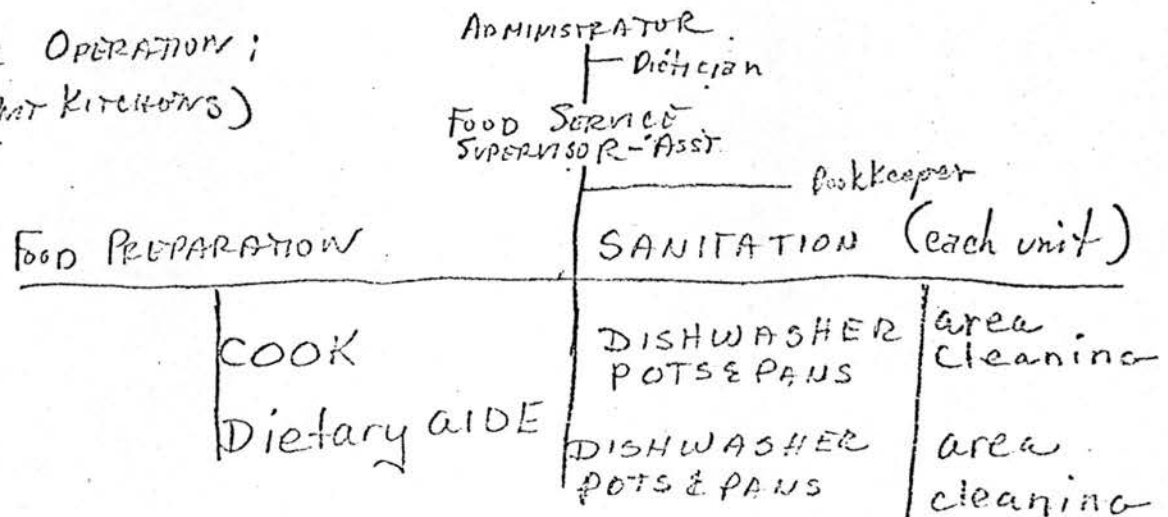 OPERATION;
KITCHENS)
ADMINISTRATOR
Dietician
FOOD SERVICE
SUPERVISOR - ASST
Bookkeeper
FOOD PREPARATION
SANITATION (each unit)
COOK
Dietary AIDE
DISHWASHER
POTS & PANS
area
cleaning
DISHWASHER
POTS & PANS
area
cleaning